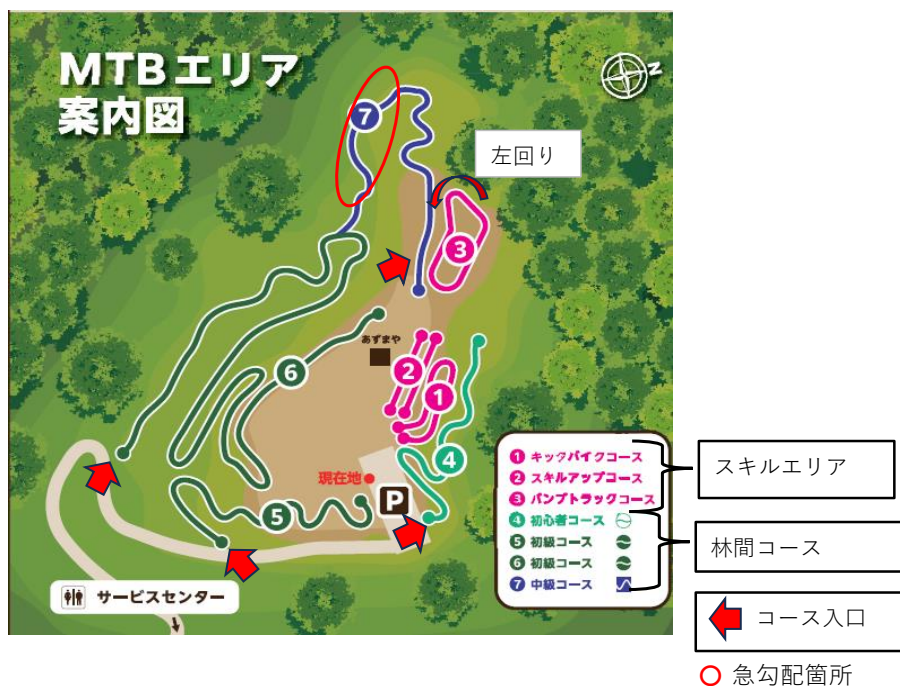 MTBエリア
案内図
N
7
左回り
3
あずまや
2
1
6
4
現在地
P
5
サービスセンター
1 キックバイクコース
2 スキルアップコース
3 パンプトラックコース
4 初心者コース
5 初級コース
6 初級コース
7 中級コース
スキルエリア
林間コース
コース入口
急勾配箇所